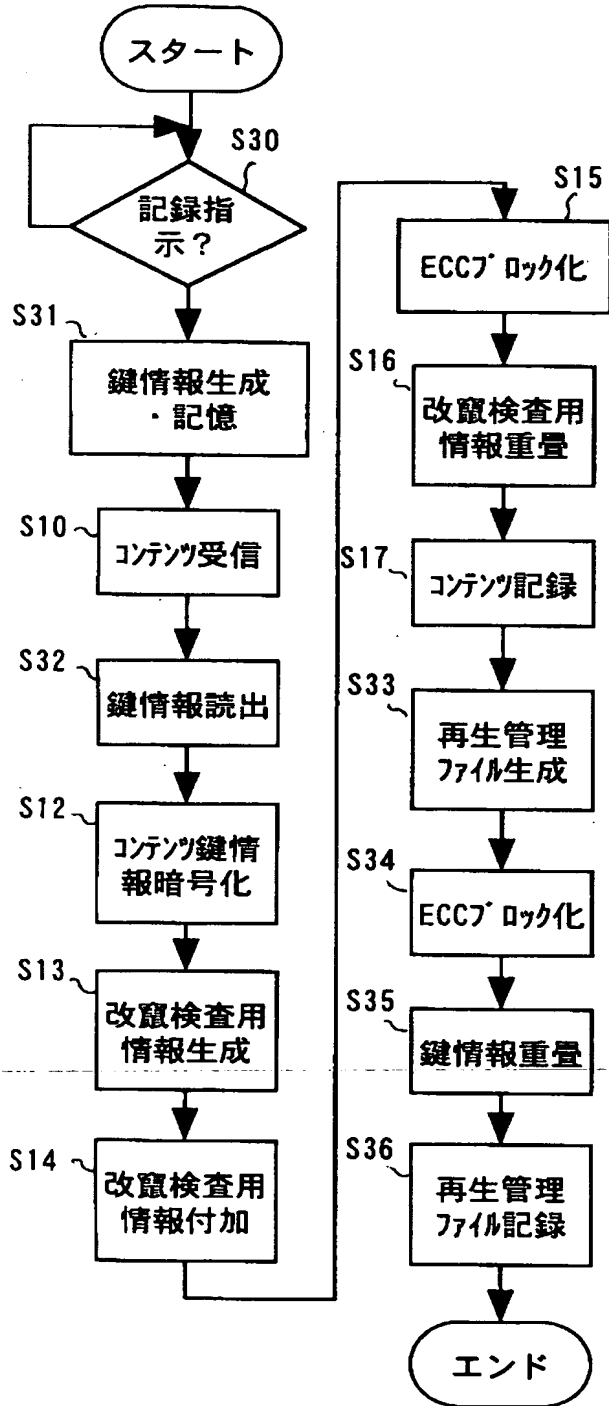 スタート
S30
記録指
示？
S31
鍵情報生成
・記憶
S10
コンテンツ受信
S32
鍵情報読出
S12
コンテンツ鍵情
報暗号化
S13
改竄検査用
情報生成
S14
改竄検査用
情報付加
S15
ECCブロック化
S16
改竄検査用
情報重畳
S17
コンテンツ記録
S33
再生管理
ファイル生成
S34
ECCブロック化
S35
鍵情報重畳
S36
再生管理
ファイル記録
エンド